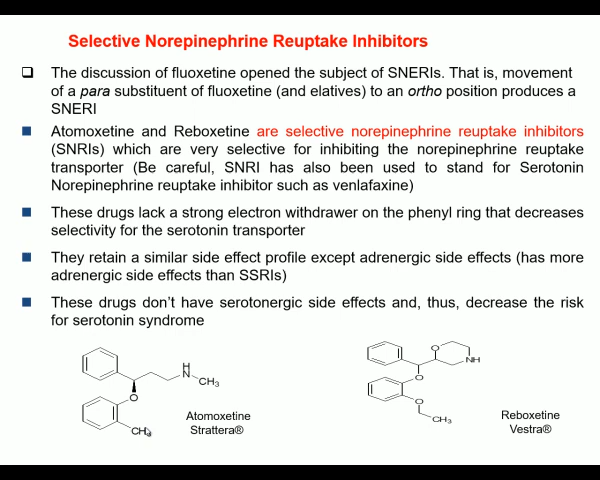 Selective Norepinephrine Reuptake Inhibitors
The discussion of fluoxetine opened the subject of SNERIs. That is, movement
of a para substituent of fluoxetine (and elatives) to an ortho position produces a
SNERI
Atomoxetine and Reboxetine are selective norepinephrine reuptake inhibitors
(SNRIs) which are very selective for inhibiting the norepinephrine reuptake
transporter (Be careful, SNRI has also been used to stand for Serotonin
Norepinephrine reuptake inhibitor such as venlafaxine)
These drugs lack a strong electron withdrawer on the phenyl ring that decreases
selectivity for the serotonin transporter
They retain a similar side effect profile except adrenergic side effects (has more
adrenergic side effects than SSRIs)
These drugs don't have serotonergic side effects and, thus, decrease the risk
for serotonin syndrome
H
N
CH3
O
CH3
Atomoxetine
Strattera®
O
NH
O
O
CH3
Reboxetine
Vestra®